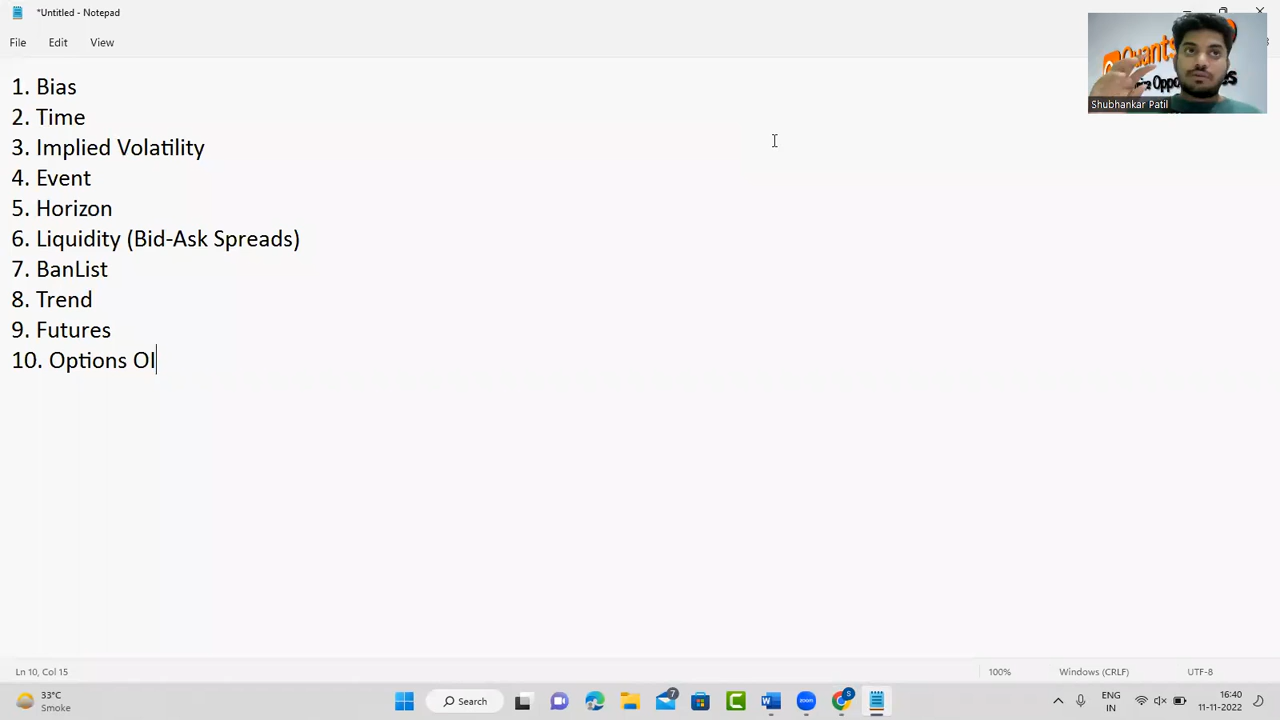 *Untitled - Notepad
File Edit View
Quants
Shubhankar Patil
1. Bias
2. Time
3. Implied Volatility
4. Event
5. Horizon
6. Liquidity (Bid-Ask Spreads)
7. BanList
8. Trend
9. Futures
10. Options OI
Ln 10, Col 15
100%
Windows (CRLF)
UTF-8
33°C
Smoke
Search
7
S
ENG
IN
16:40
11-11-2022